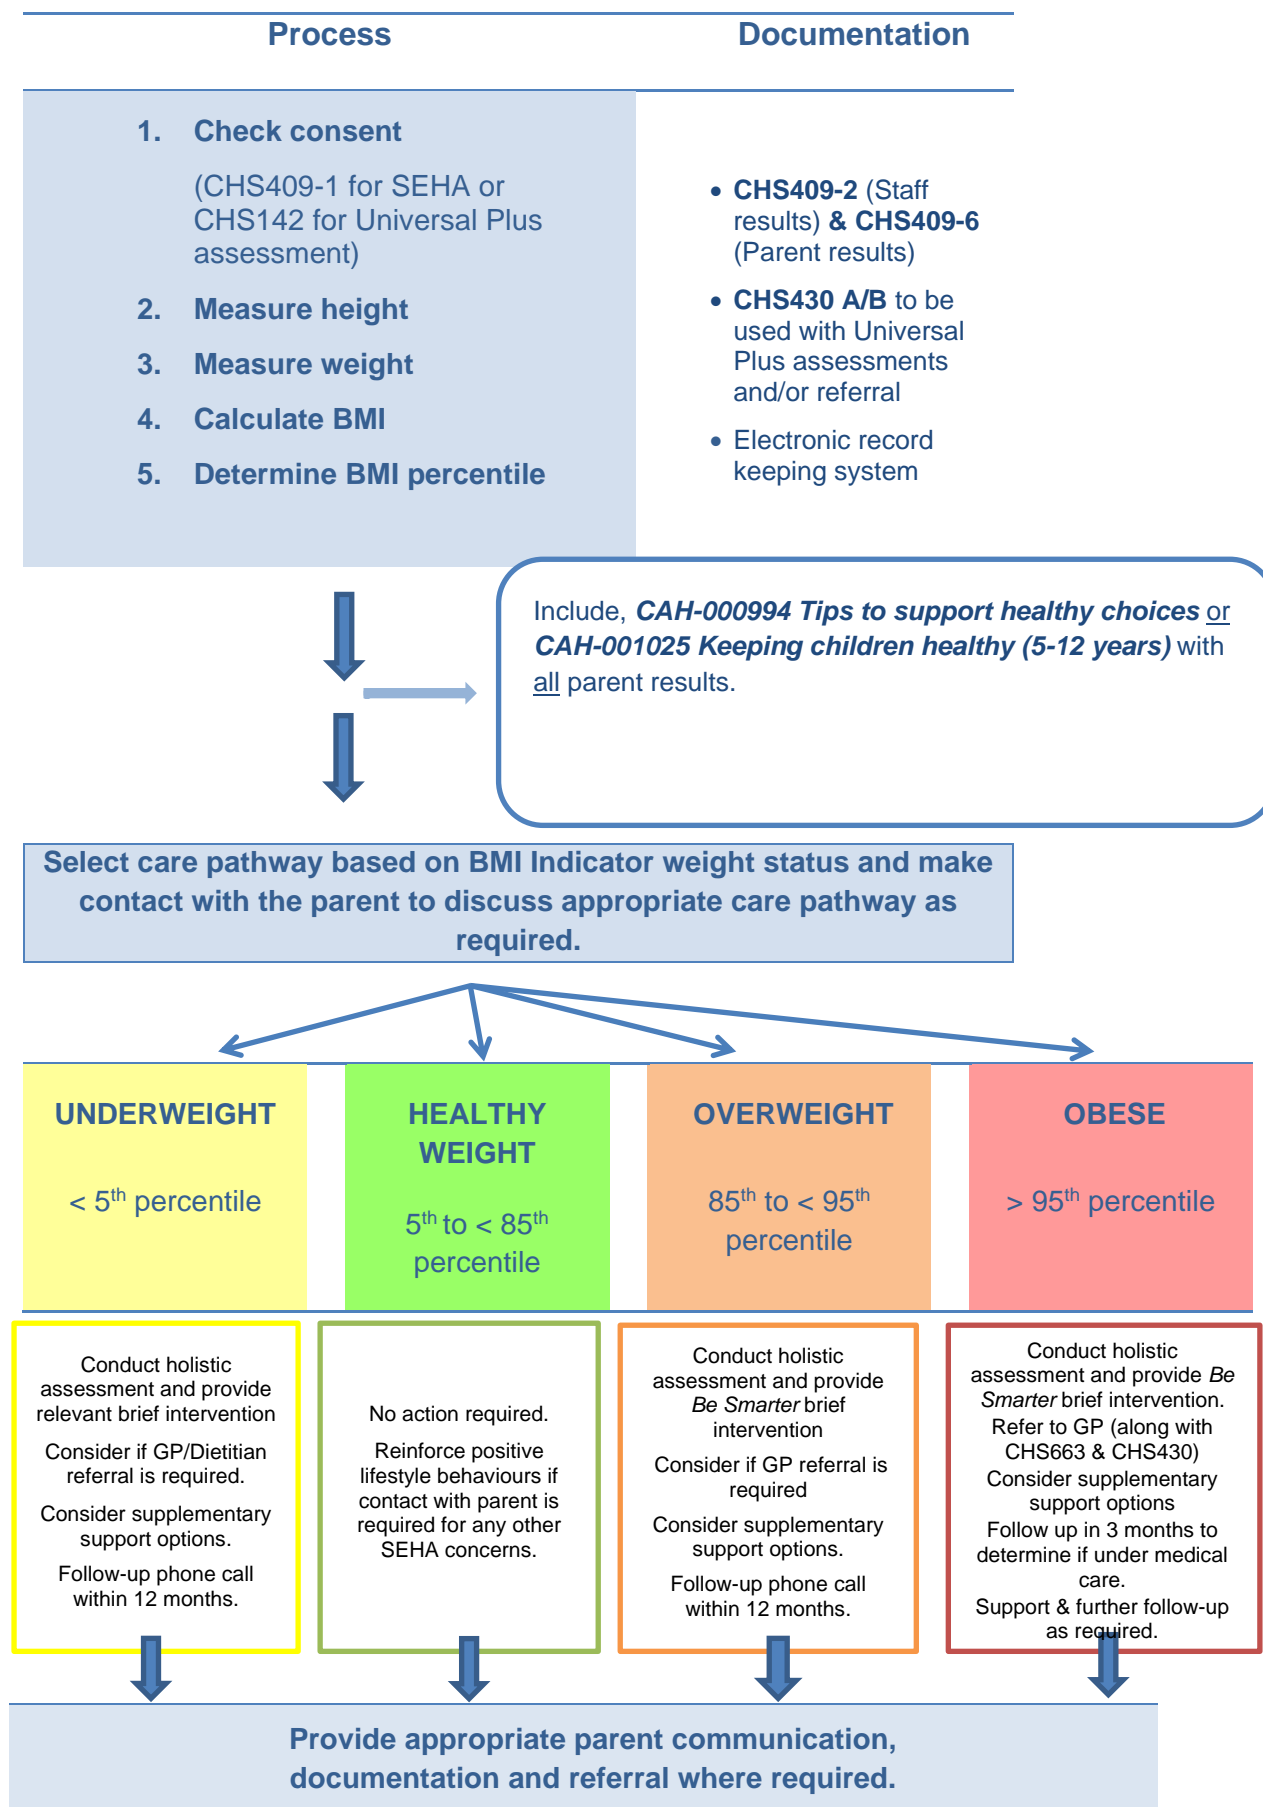 Process
Documentation
1. Check consent
(CHS409-1 for SEHA or
CHS142 for Universal Plus
assessment)
2. Measure height
3. Measure weight
4. Calculate BMI
5. Determine BMI percentile
• CHS409-2 (Staff
results) & CHS409-6
(Parent results)
• CHS430 A/B to be
used with Universal
Plus assessments
and/or referral
• Electronic record
keeping system
Include, CAH-000994 Tips to support healthy choices or
CAH-001025 Keeping children healthy (5-12 years) with
all parent results.
Select care pathway based on BMI Indicator weight status and make
contact with the parent to discuss appropriate care pathway as
required.
UNDERWEIGHT
< 5th percentile
HEALTHY
WEIGHT
5th to < 85th
percentile
OVERWEIGHT
85th to < 95th
percentile
OBESE
> 95th percentile
Conduct holistic
assessment and provide
relevant brief intervention
Consider if GP/Dietitian
referral is required.
Consider supplementary
support options.
Follow-up phone call
within 12 months.
No action required.
Reinforce positive
lifestyle behaviours if
contact with parent is
required for any other
SEHA concerns.
Conduct holistic
assessment and provide
Be Smarter brief
intervention
Consider if GP referral is
required
Consider supplementary
support options.
Follow-up phone call
within 12 months.
Conduct holistic
assessment and provide Be
Smarter brief intervention.
Refer to GP (along with
CHS663 & CHS430)
Consider supplementary
support options
Follow up in 3 months to
determine if under medical
care.
Support & further follow-up
as required.
Provide appropriate parent communication,
documentation and referral where required.